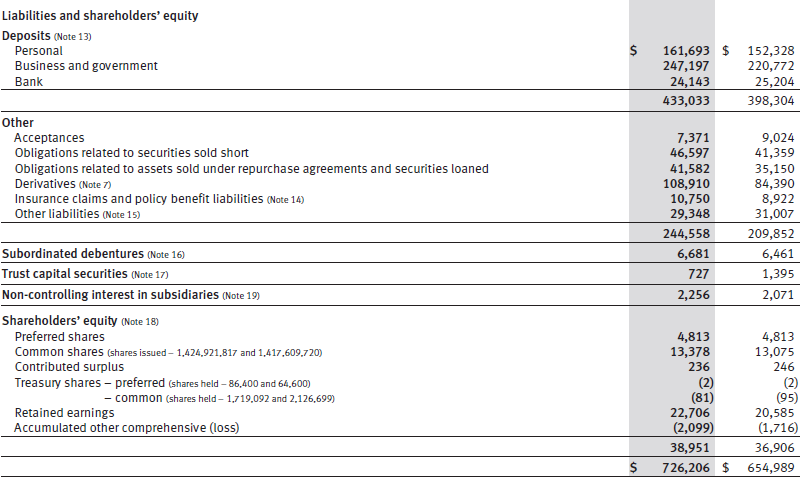 Liabilities and shareholders' equity
Deposits (Note 13)
Personal $ 161,693 $ 152,328
Business and government 247,197 220,772
Bank 24,143 25,204
433,033 398,304
Other
Acceptances 7,371 9,024
Obligations related to securities sold short 46,597 41,359
Obligations related to assets sold under repurchase agreements and securities loaned 41,582 35,150
Derivatives (Note 7) 108,910 84,390
Insurance claims and policy benefit liabilities (Note 14) 10,750 8,922
Other liabilities (Note 15) 29,348 31,007
244,558 209,852
Subordinated debentures (Note 16) 6,681 6,461
Trust capital securities (Note 17) 727 1,395
Non-controlling interest in subsidiaries (Note 19) 2,256 2,071
Shareholders' equity (Note 18)
Preferred shares 4,813 4,813
Common shares (shares issued – 1,424,921,817 and 1,417,609,720) 13,378 13,075
Contributed surplus 236 246
Treasury shares – preferred (shares held – 86,400 and 64,600) (2) (2)
– common (shares held – 1,719,092 and 2,126,699) (81) (95)
Retained earnings 22,706 20,585
Accumulated other comprehensive (loss) (2,099) (1,716)
38,951 36,906
$ 726,206 $ 654,989